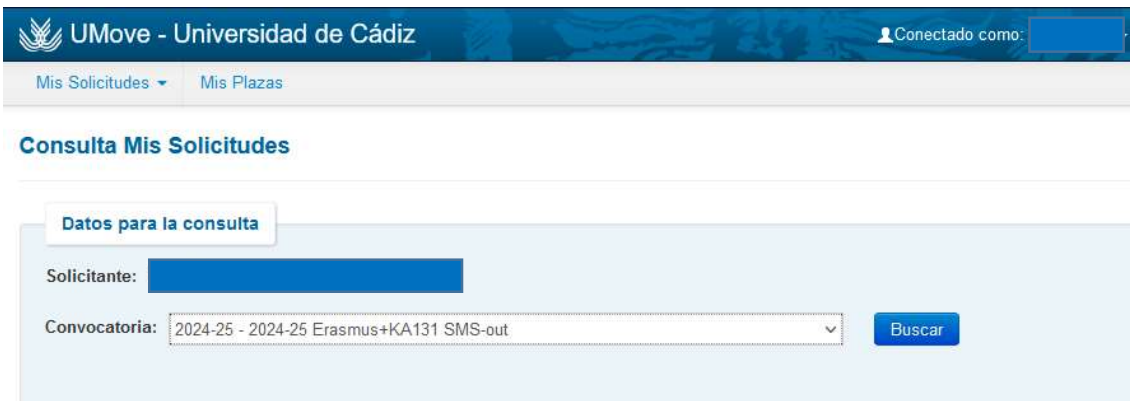 UMove - Universidad de Cádiz
Conectado como:
Mis Solicitudes Mis Plazas
Consulta Mis Solicitudes
Datos para la consulta
Solicitante:
Convocatoria: 2024-25 - 2024-25 Erasmus+KA131 SMS-out Buscar